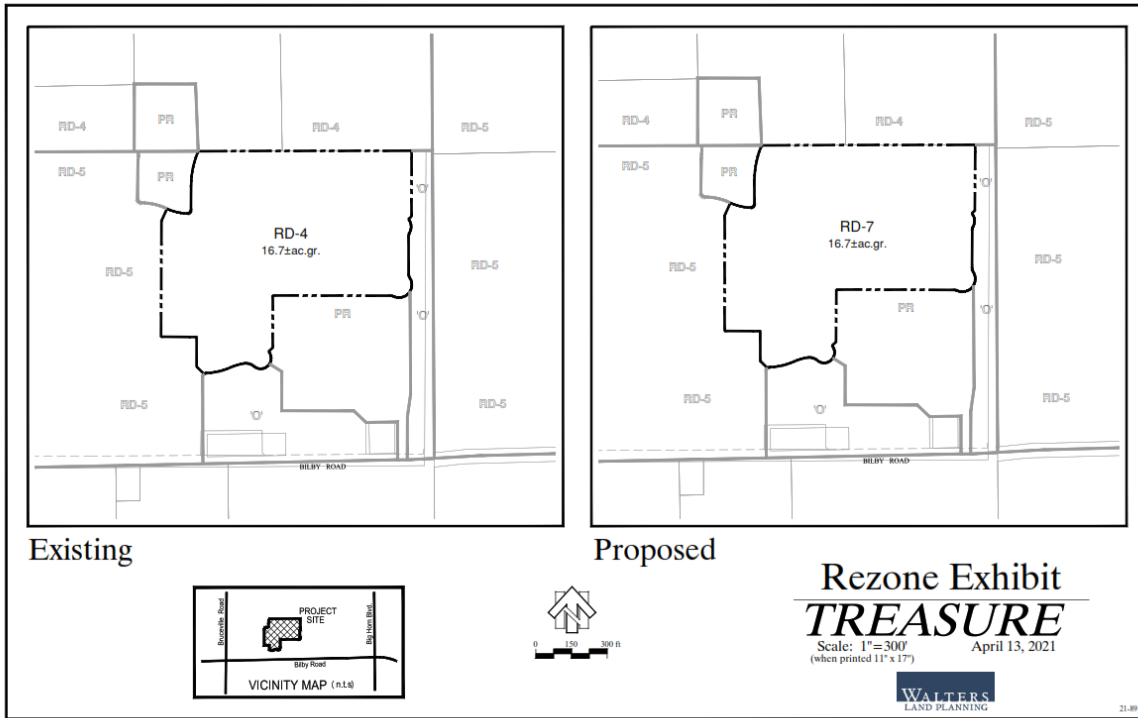 RD-4
PR
RD-4
RD-5
RD-5
PR
'O'
RD-4
16.7±ac.gr.
RD-5
RD-5
PR
'O'
RD-5
'O'
RD-5
BILBY ROAD
Existing
RD-4
PR
RD-4
RD-5
RD-5
PR
'O'
RD-7
16.7±ac.gr.
RD-5
RD-5
PR
'O'
RD-5
'O'
RD-5
BILBY ROAD
Proposed
Bruceville Road
PROJECT
SITE
Big Horn Blvd.
Bilby Road
VICINITY MAP (n.t.s)
N
0 150 300 ft
Rezone Exhibit
TREASURE
Scale: 1"=300' April 13, 2021
(when printed 11" x 17")
WALTERS
LAND PLANNING